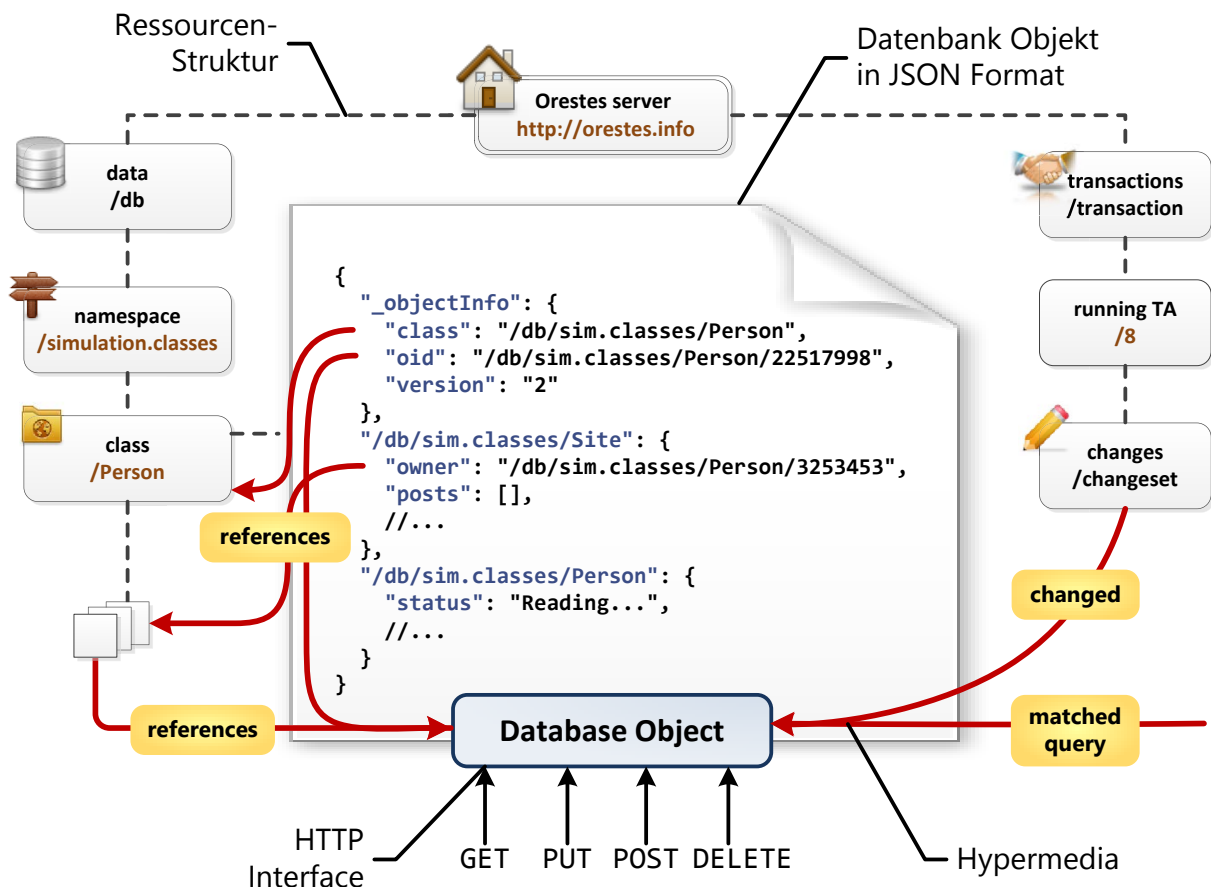 Ressourcen-
Struktur
Datenbank Objekt
in JSON Format
Orestes server
http://orestes.info
data
/db
transactions
/transaction
namespace
/simulation.classes
running TA
/8
class
/Person
changes
/changeset
{
"_objectInfo": {
"class": "/db/sim.classes/Person",
"oid": "/db/sim.classes/Person/22517998",
"version": "2"
},
"/db/sim.classes/Site": {
"owner": "/db/sim.classes/Person/3253453",
"posts": [],
//...
},
"/db/sim.classes/Person": {
"status": "Reading...",
//...
}
}
references
changed
references
matched
query
Database Object
HTTP
Interface
GET PUT POST DELETE
Hypermedia